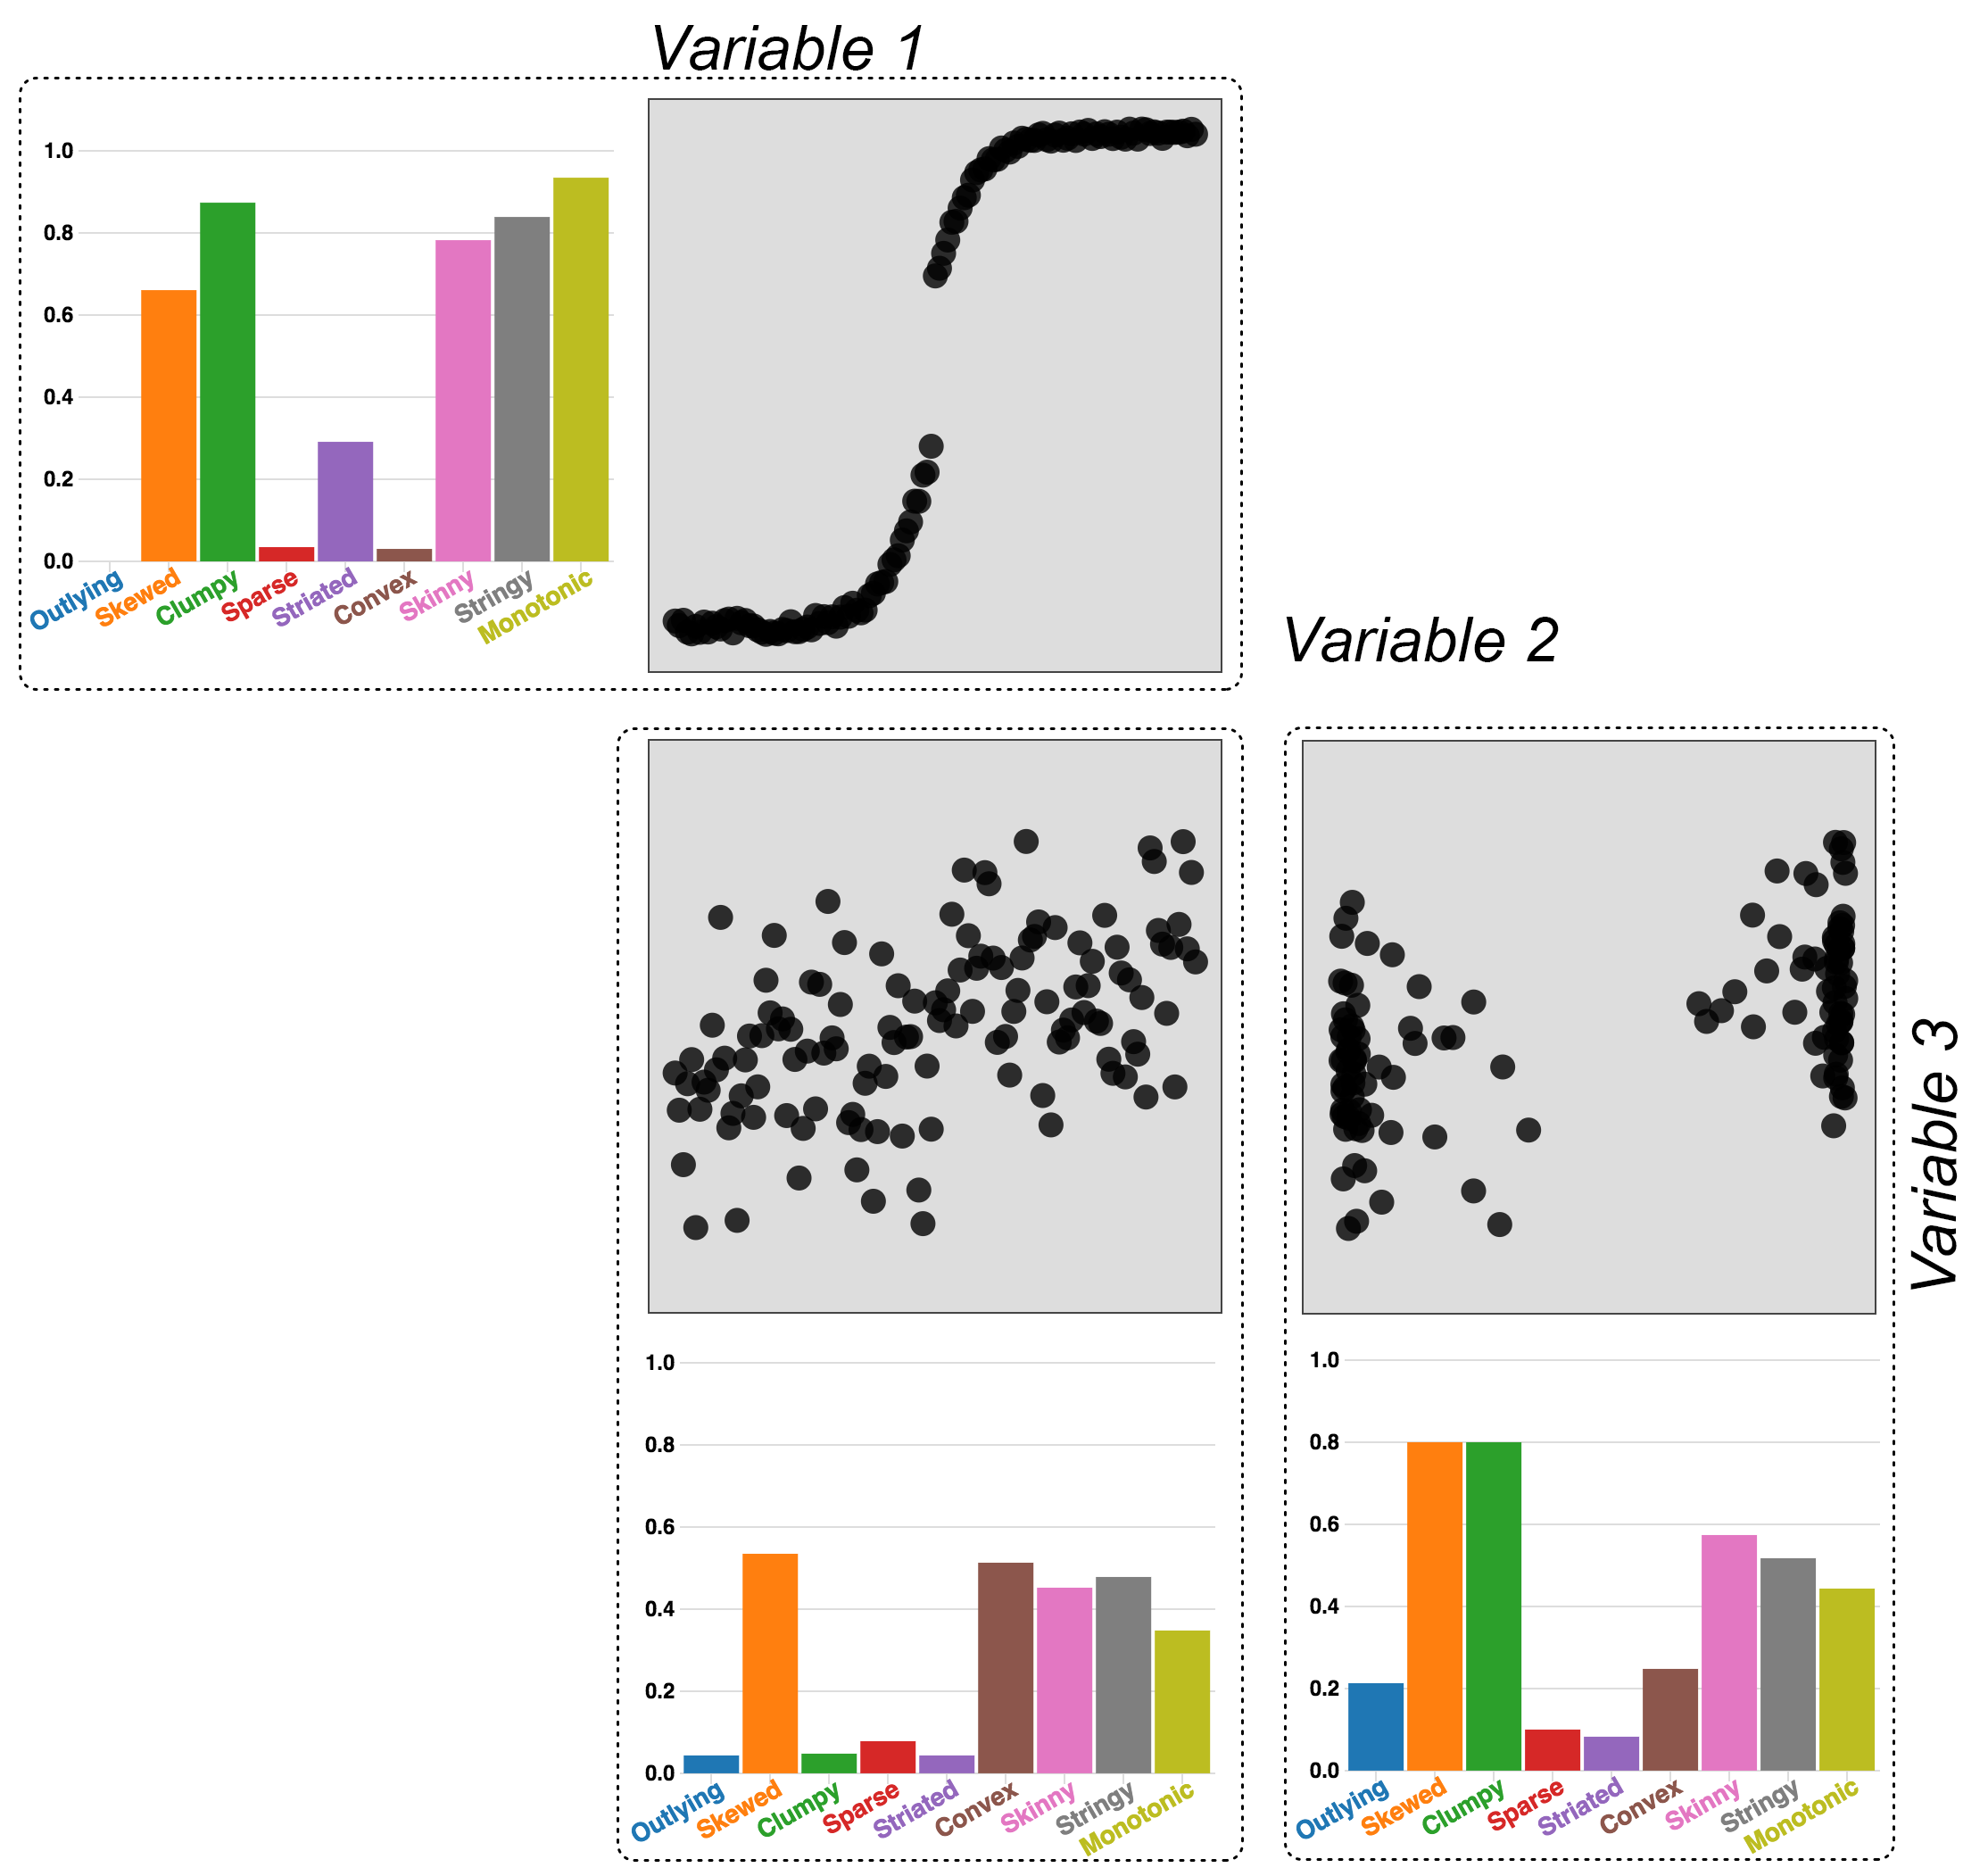 Variable 1
1.0
0.8
0.6
0.4
0.2
0.0
Outlying
Skewed
Clumpy
Sparse
Striated
Convex
Skinny
Stringy
Monotonic
Variable 2
Variable 3
1.0
0.8
0.6
0.4
0.2
0.0
Outlying
Skewed
Clumpy
Sparse
Striated
Convex
Skinny
Stringy
Monotonic
1.0
0.8
0.6
0.4
0.2
0.0
Outlying
Skewed
Clumpy
Sparse
Striated
Convex
Skinny
Stringy
Monotonic